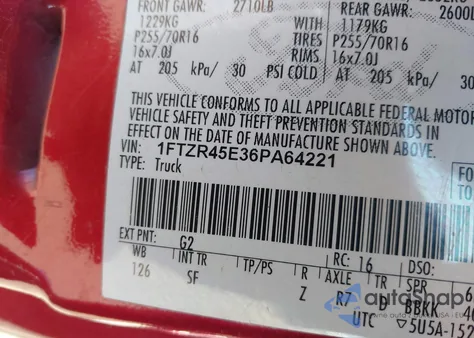 FRONT GAWR: 2710LB REAR GAWR: 2600
1229KG WITH 1179KG
P255/70R16 TIRES P255/70R16
16x7.0J RIMS 16x7.0J
AT 205 kPa/ 30 PSI COLD AT 205 kPa/ 30
THIS VEHICLE CONFORMS TO ALL APPLICABLE FEDERAL MOTOR
VEHICLE SAFETY AND THEFT PREVENTION STANDARDS IN
EFFECT ON THE DATE OF MANUFACTURE SHOWN ABOVE
VIN: 1FTZR45E36PA64221
TYPE: Truck
EXT PNT: G2 RC: 16 DSO:
WB INT TR TP/PS R AXLE TR SPR
126 SF Z R7 D BBKK
UTC ▽5U5A-152